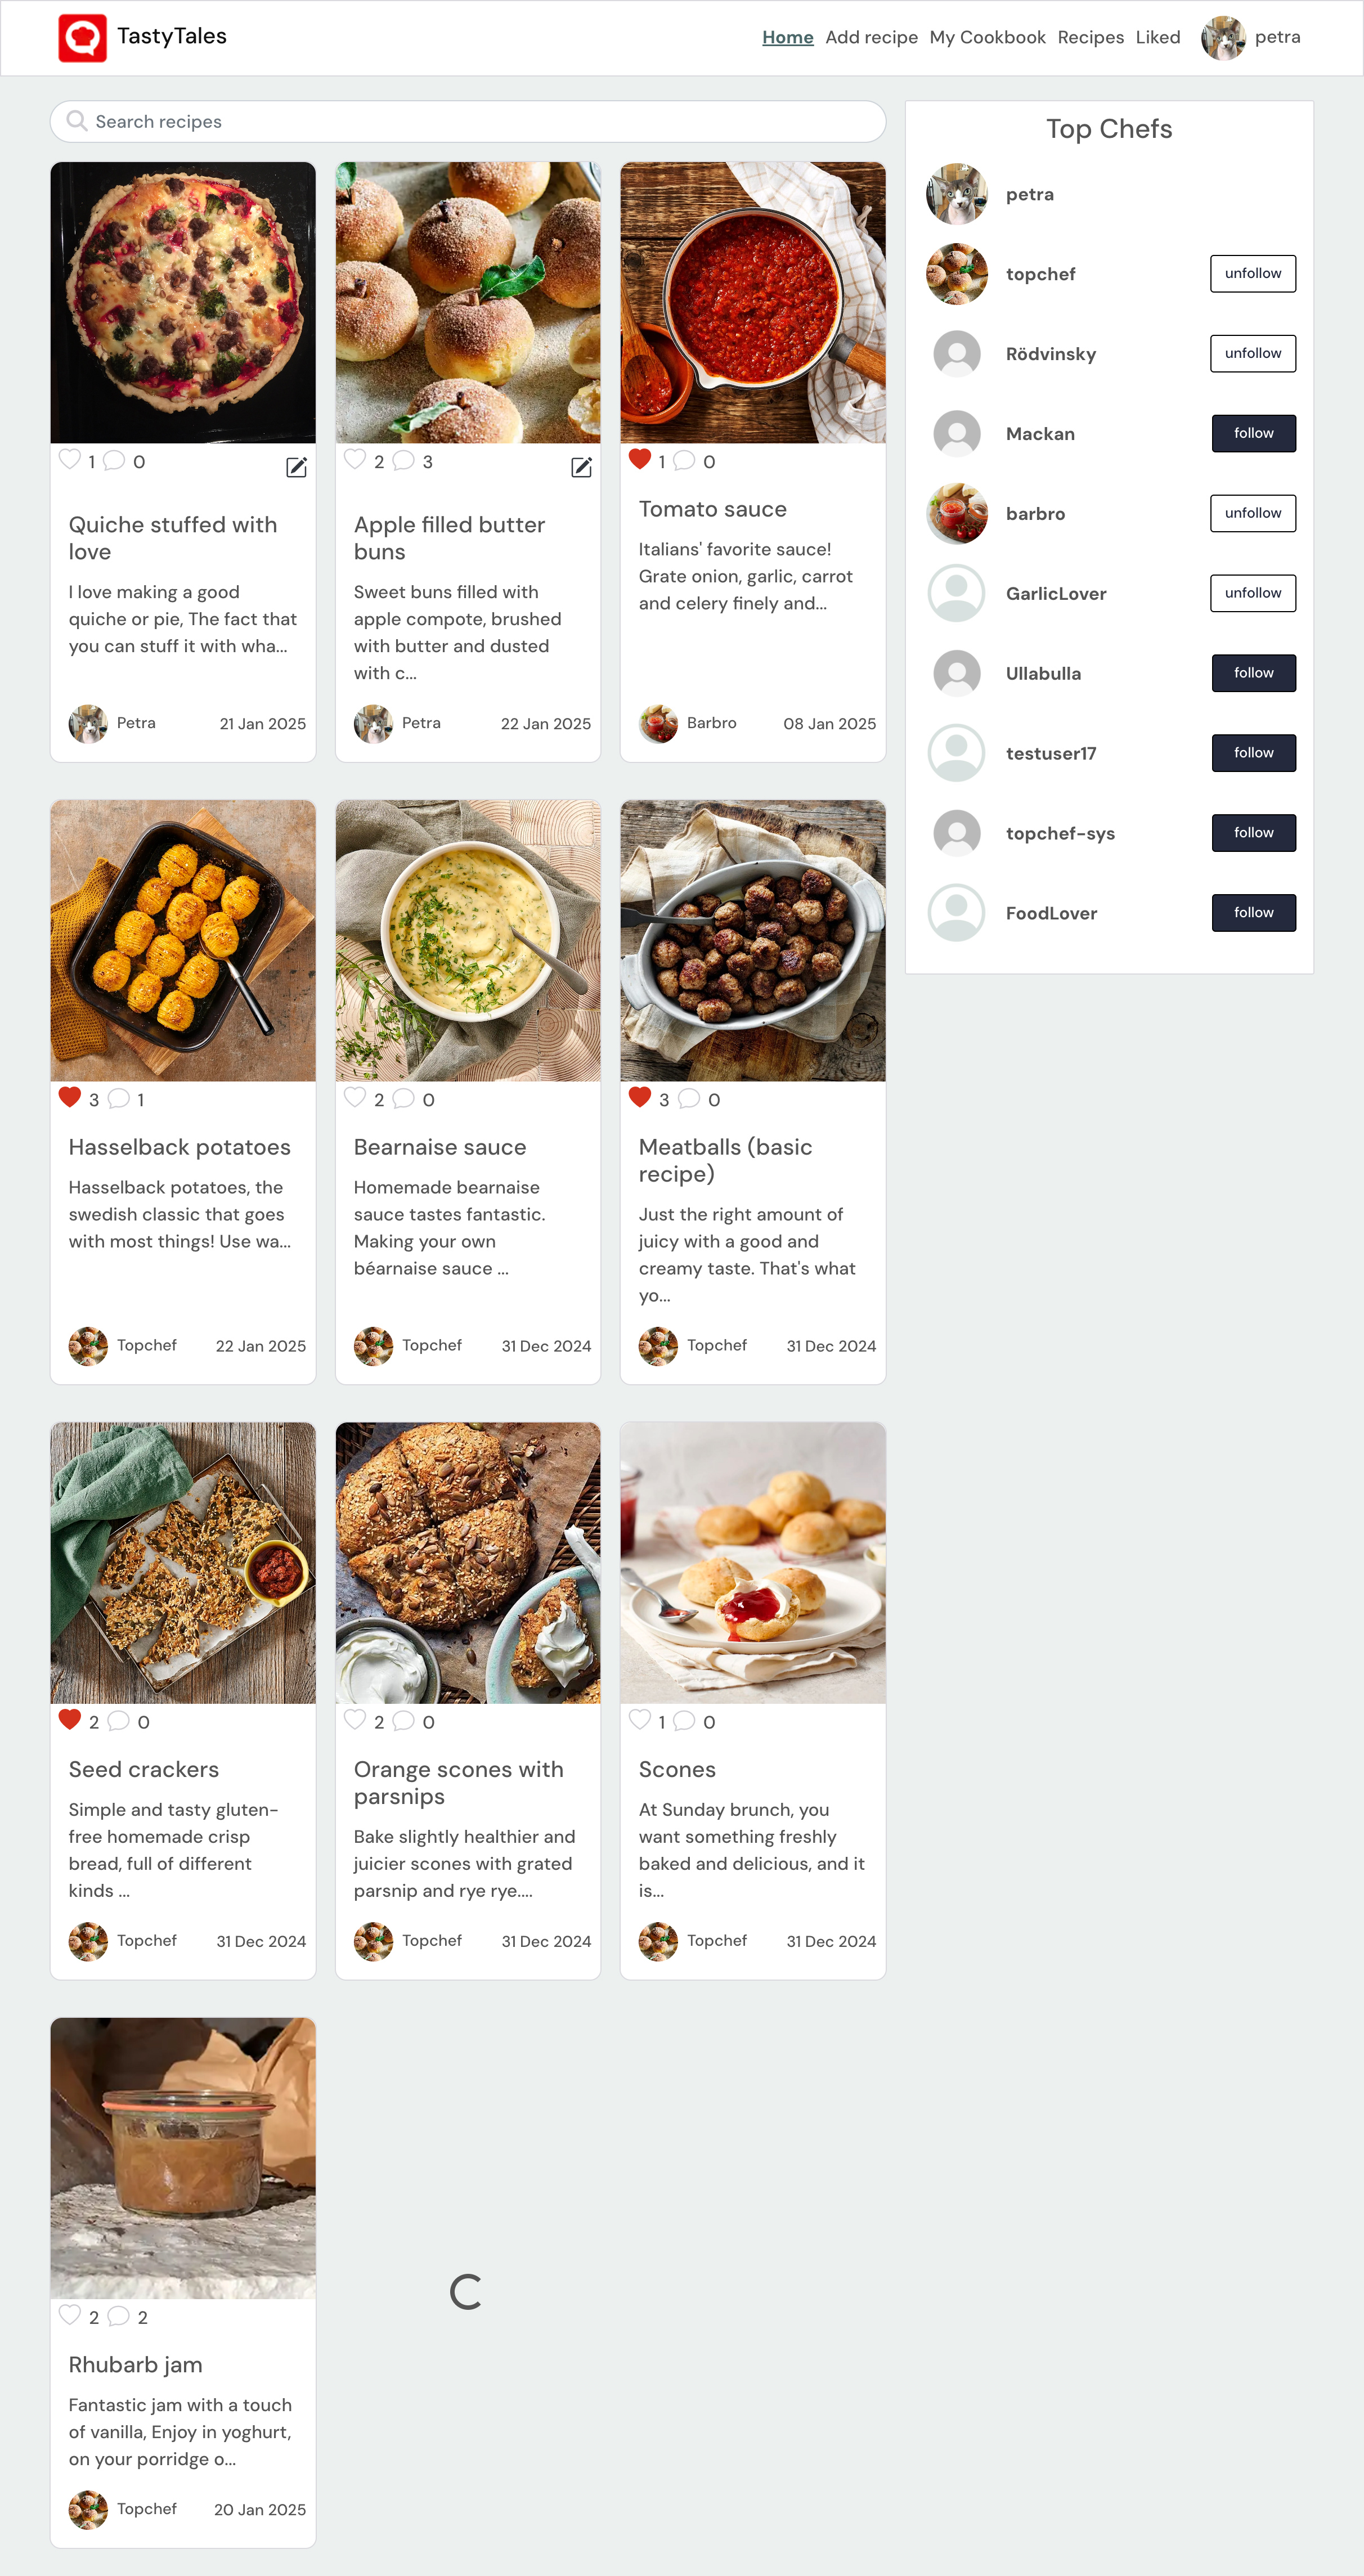 TastyTales
Home Add recipe My Cookbook Recipes Liked petra
Search recipes
1 0
Quiche stuffed with
love
I love making a good
quiche or pie, The fact that
you can stuff it with wha...
Petra 21 Jan 2025
2 3
Apple filled butter
buns
Sweet buns filled with
apple compote, brushed
with butter and dusted
with c...
Petra 22 Jan 2025
1 0
Tomato sauce
Italians' favorite sauce!
Grate onion, garlic, carrot
and celery finely and...
Barbro 08 Jan 2025
3 1
Hasselback potatoes
Hasselback potatoes, the
swedish classic that goes
with most things! Use wa...
Topchef 22 Jan 2025
2 0
Bearnaise sauce
Homemade bearnaise
sauce tastes fantastic.
Making your own
béarnaise sauce ...
Topchef 31 Dec 2024
3 0
Meatballs (basic
recipe)
Just the right amount of
juicy with a good and
creamy taste. That's what
yo...
Topchef 31 Dec 2024
2 0
Seed crackers
Simple and tasty gluten-
free homemade crisp
bread, full of different
kinds ...
Topchef 31 Dec 2024
2 0
Orange scones with
parsnips
Bake slightly healthier and
juicier scones with grated
parsnip and rye rye....
Topchef 31 Dec 2024
1 0
Scones
At Sunday brunch, you
want something freshly
baked and delicious, and it
is...
Topchef 31 Dec 2024
2 2
Rhubarb jam
Fantastic jam with a touch
of vanilla, Enjoy in yoghurt,
on your porridge o...
Topchef 20 Jan 2025
Top Chefs
petra
topchef unfollow
Rödvinsky unfollow
Mackan follow
barbro unfollow
GarlicLover unfollow
Ullabulla follow
testuser17 follow
topchef-sys follow
FoodLover follow